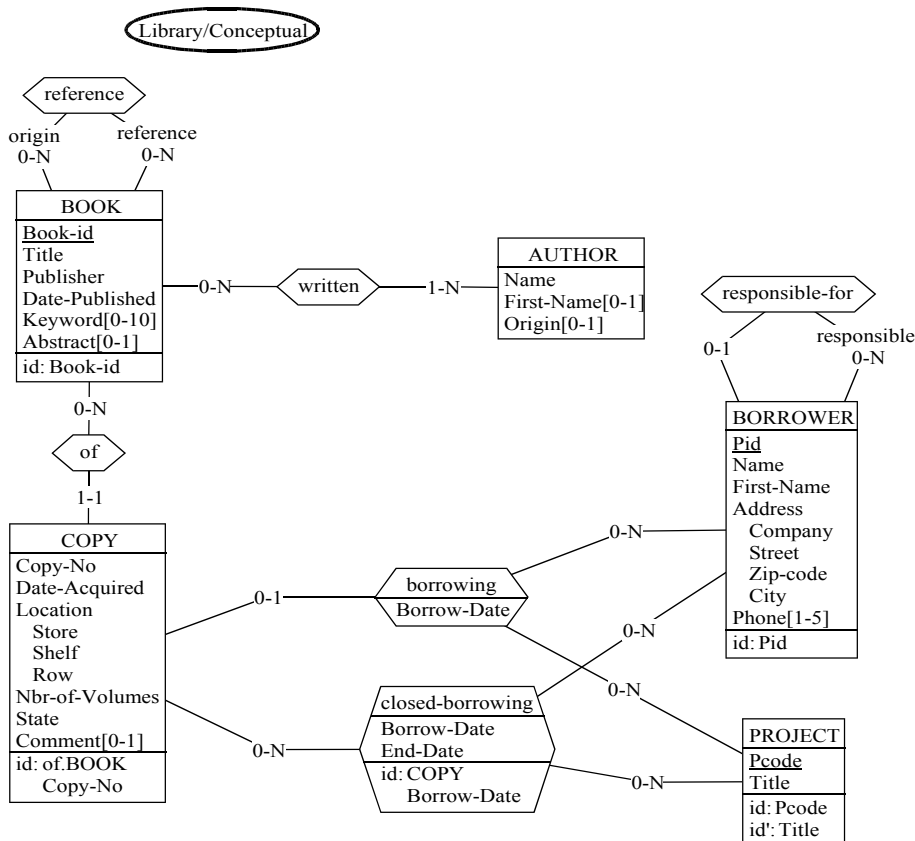 Library/Conceptual
reference
origin
0-N
reference
0-N
BOOK
Book-id
Title
Publisher
Date-Published
Keyword[0-10]
Abstract[0-1]
id: Book-id
0-N
written
1-N
AUTHOR
Name
First-Name[0-1]
Origin[0-1]
responsible-for
0-1
responsible
0-N
BORROWER
Pid
Name
First-Name
Address
Company
Street
Zip-code
City
Phone[1-5]
id: Pid
0-N
of
1-1
COPY
Copy-No
Date-Acquired
Location
Store
Shelf
Row
Nbr-of-Volumes
State
Comment[0-1]
id: of.BOOK
Copy-No
0-1
borrowing
Borrow-Date
0-N
0-N
0-N
closed-borrowing
Borrow-Date
End-Date
id: COPY
Borrow-Date
0-N
0-N
PROJECT
Pcode
Title
id: Pcode
id': Title